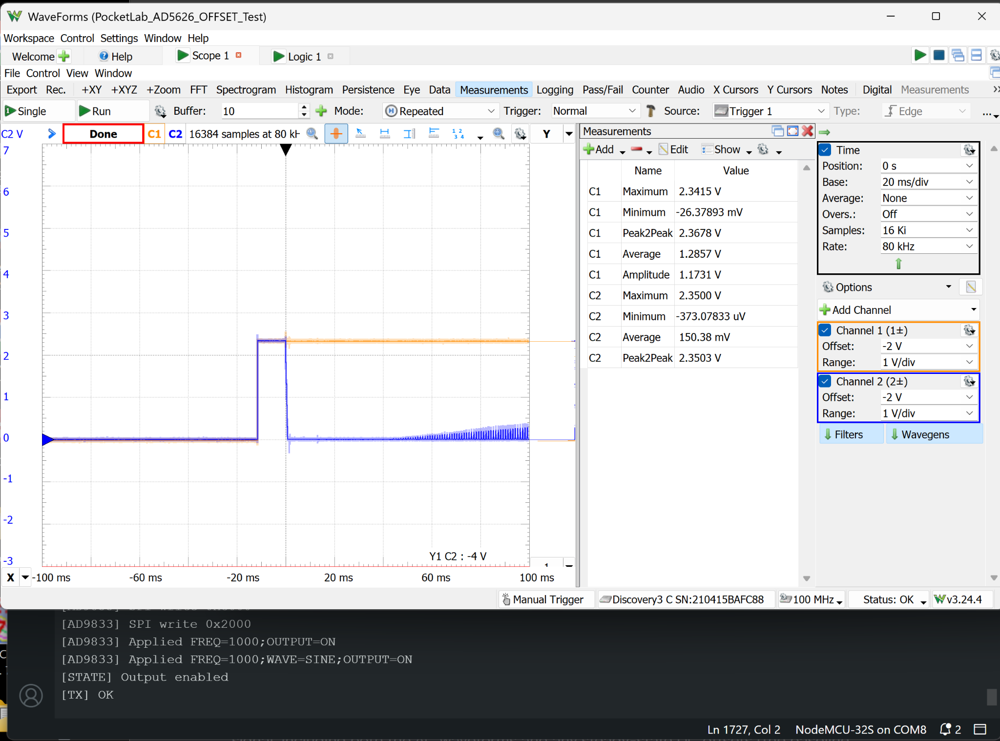 WaveForms (PocketLab_AD5626_OFFSET_Test)
Workspace Control Settings Window Help
Welcome Help Scope 1 Logic 1
File Control View Window
Export Rec. +XY +XYZ +Zoom FFT Spectrogram Histogram Persistence Eye Data Measurements Logging Pass/Fail Counter Audio X Cursors Y Cursors Notes Digital Measurements
Single Run Buffer: 10 Mode: Repeated Trigger: Normal Source: Trigger 1 Type: Edge ...
C2 V Done C1 C2 16384 samples at 80 kH Y
7
6
5
4
3
2
1
0
-1
-2
-3
Y1 C2 : -4 V
1
X -100 ms -60 ms -20 ms 20 ms 60 ms 100 ms
Measurements
Add Edit Show
Name Value
C1 Maximum 2.3415 V
C1 Minimum -26.37893 mV
C1 Peak2Peak 2.3678 V
C1 Average 1.2857 V
C1 Amplitude 1.1731 V
C2 Maximum 2.3500 V
C2 Minimum -373.07833 uV
C2 Average 150.38 mV
C2 Peak2Peak 2.3503 V
Time
Position: 0 s
Base: 20 ms/div
Average: None
Overs.: Off
Samples: 16 Ki
Rate: 80 kHz
Options
Add Channel
Channel 1 (1±)
Offset: -2 V
Range: 1 V/div
Channel 2 (2±)
Offset: -2 V
Range: 1 V/div
Filters Wavegens
Manual Trigger Discovery3 C SN:210415BAFC88 100 MHz Status: OK v3.24.4
[AD9833] SPI write 0x2000
[AD9833] Applied FREQ=1000;OUTPUT=ON
[AD9833] Applied FREQ=1000;WAVE=SINE;OUTPUT=ON
[STATE] Output enabled
[TX] OK
Ln 1727, Col 2 NodeMCU-32S on COM8 2